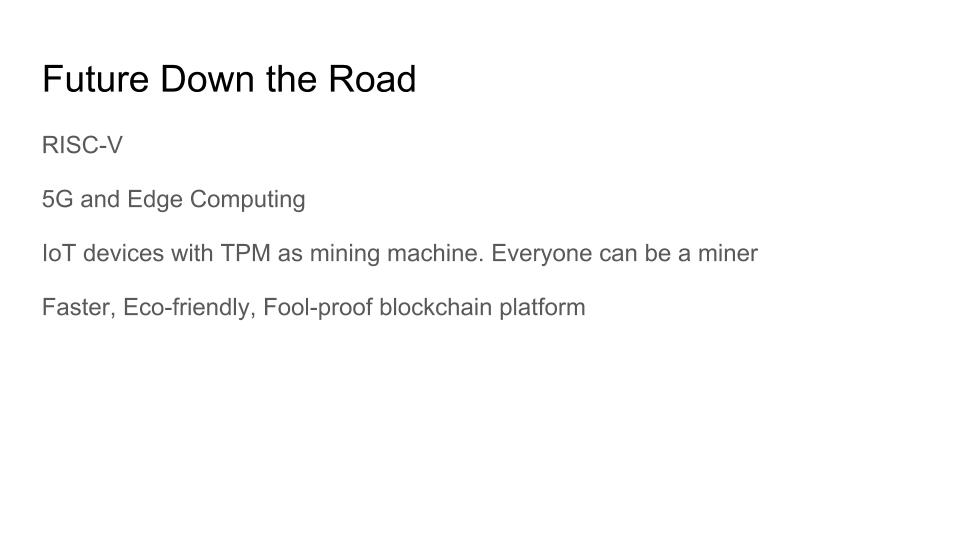 Future Down the Road
RISC-V
5G and Edge Computing
IoT devices with TPM as mining machine. Everyone can be a miner
Faster, Eco-friendly, Fool-proof blockchain platform